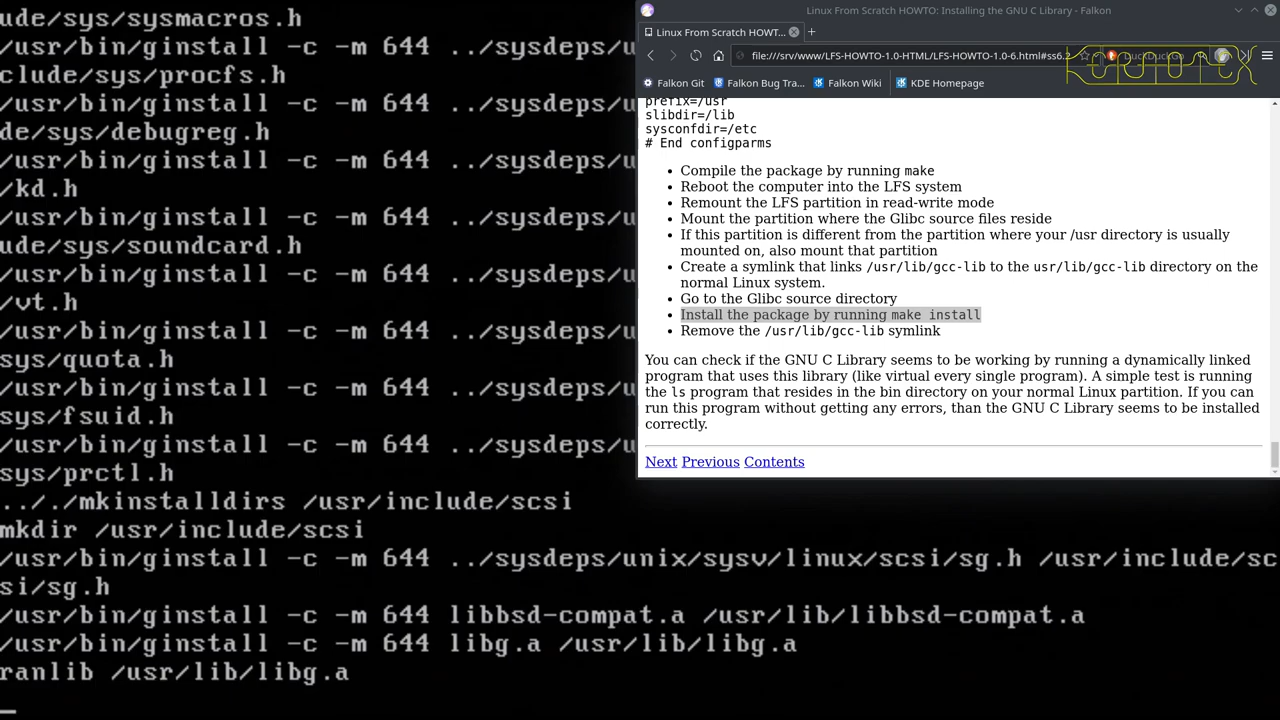 ude/sys/sysmacros.h
/usr/bin/ginstall -c -m 644 ../sysdeps/u
clude/sys/procfs.h
/usr/bin/ginstall -c -m 644 ../sysdeps/u
de/sys/debugreg.h
/usr/bin/ginstall -c -m 644 ../sysdeps/u
/kd.h
/usr/bin/ginstall -c -m 644 ../sysdeps/u
ude/sys/soundcard.h
/usr/bin/ginstall -c -m 644 ../sysdeps/u
/vt.h
/usr/bin/ginstall -c -m 644 ../sysdeps/u
sys/quota.h
/usr/bin/ginstall -c -m 644 ../sysdeps/u
sys/fsuid.h
/usr/bin/ginstall -c -m 644 ../sysdeps/u
sys/prctl.h
.././mkinstalldirs /usr/include/scsi
mkdir /usr/include/scsi
/usr/bin/ginstall -c -m 644 ../sysdeps/unix/sysv/linux/scsi/sg.h /usr/include/sc
si/sg.h
/usr/bin/ginstall -c -m 644 libbsd-compat.a /usr/lib/libbsd-compat.a
/usr/bin/ginstall -c -m 644 libg.a /usr/lib/libg.a
ranlib /usr/lib/libg.a
Linux From Scratch HOWTO: Installing the GNU C Library - Falkon
Linux From Scratch HOWT...
file:///srv/www/LFS-HOWTO-1.0-HTML/LFS-HOWTO-1.0-6.html#ss6.2
DuckDuckGo
Falkon Git Falkon Bug Tra... Falkon Wiki KDE Homepage
prefix=/usr
slibdir=/lib
sysconfdir=/etc
# End configparms
• Compile the package by running make
• Reboot the computer into the LFS system
• Remount the LFS partition in read-write mode
• Mount the partition where the Glibc source files reside
• If this partition is different from the partition where your /usr directory is usually
mounted on, also mount that partition
• Create a symlink that links /usr/lib/gcc-lib to the usr/lib/gcc-lib directory on the
normal Linux system.
• Go to the Glibc source directory
• Install the package by running make install
• Remove the /usr/lib/gcc-lib symlink
You can check if the GNU C Library seems to be working by running a dynamically linked
program that uses this library (like virtual every single program). A simple test is running
the ls program that resides in the bin directory on your normal Linux partition. If you can
run this program without getting any errors, than the GNU C Library seems to be installed
correctly.
Next Previous Contents